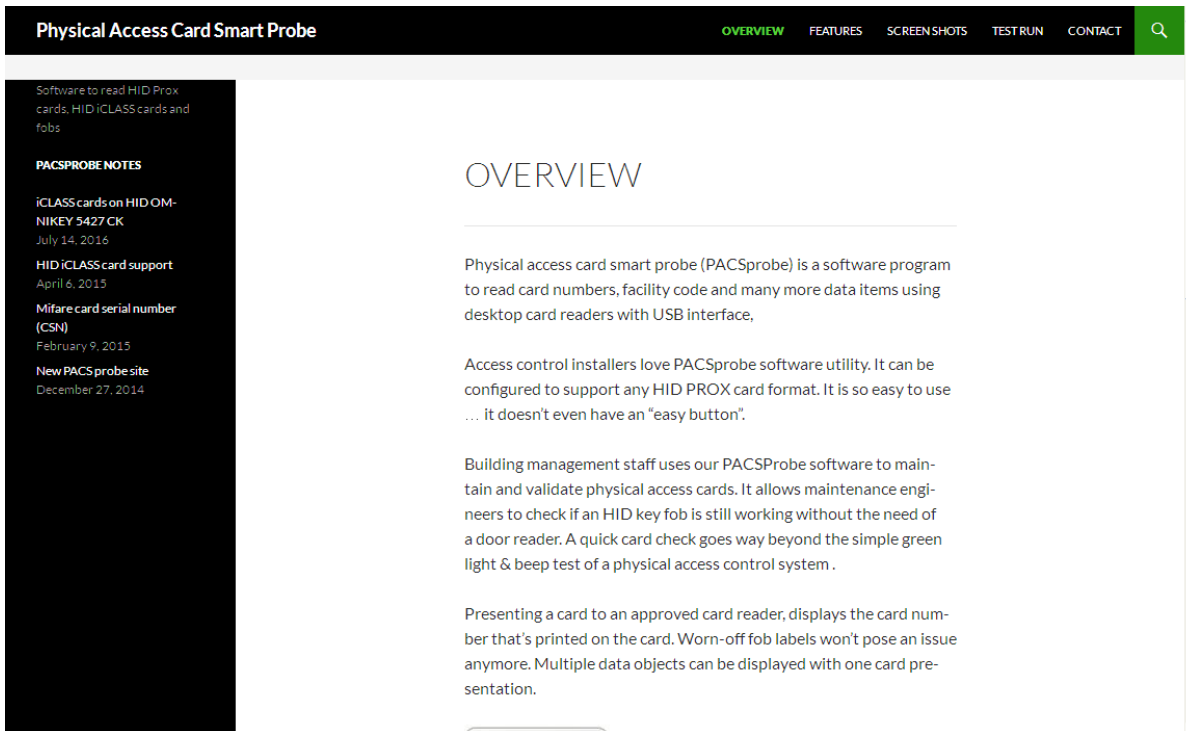 Physical Access Card Smart Probe
OVERVIEW
FEATURES
SCREEN SHOTS
TEST RUN
CONTACT
Software to read HID Prox
cards, HID iCLASS cards and
fobs
PACSPROBE NOTES
iCLASS cards on HID OM-
NIKEY 5427 CK
July 14, 2016
HID iCLASS card support
April 6, 2015
Mifare card serial number
(CSN)
February 9, 2015
New PACS probe site
December 27, 2014
OVERVIEW
Physical access card smart probe (PACSprobe) is a software program
to read card numbers, facility code and many more data items using
desktop card readers with USB interface,
Access control installers love PACSprobe software utility. It can be
configured to support any HID PROX card format. It is so easy to use
… it doesn't even have an “easy button”.
Building management staff uses our PACSProbe software to main-
tain and validate physical access cards. It allows maintenance engi-
neers to check if an HID key fob is still working without the need of
a door reader. A quick card check goes way beyond the simple green
light & beep test of a physical access control system .
Presenting a card to an approved card reader, displays the card num-
ber that's printed on the card. Worn-off fob labels won't pose an issue
anymore. Multiple data objects can be displayed with one card pre-
sentation.